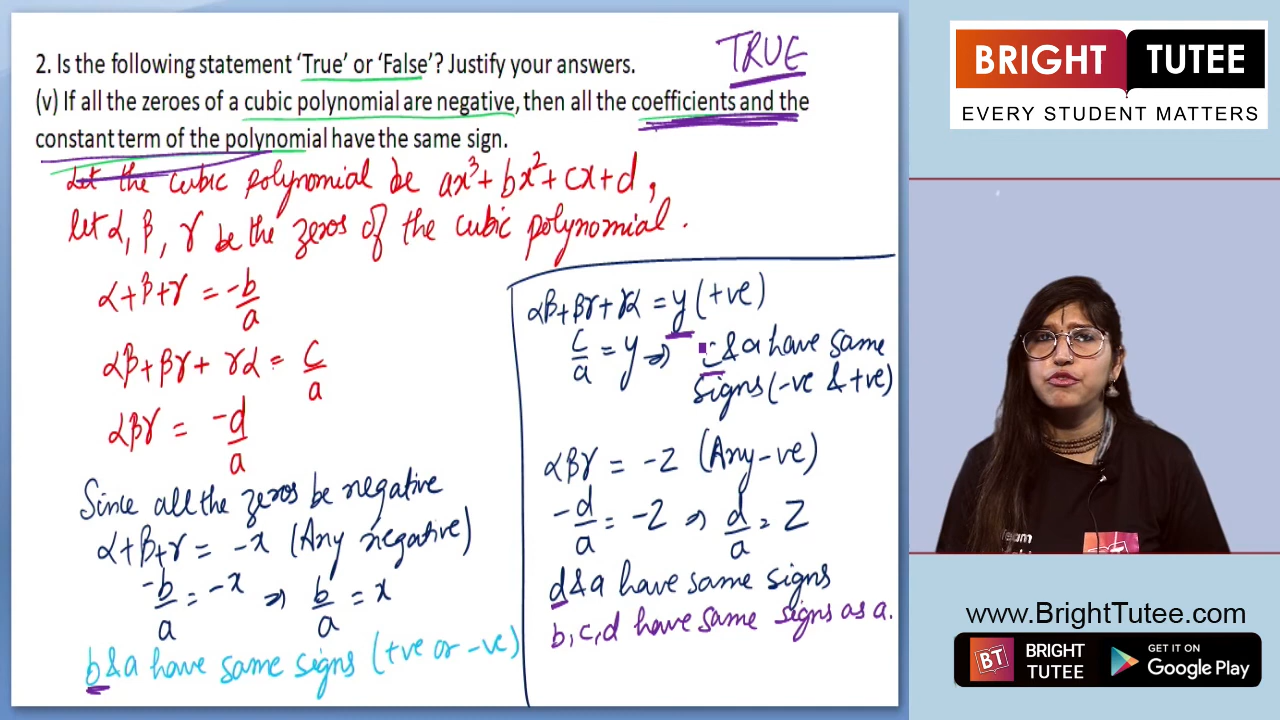 2. Is the following statement ‘True’ or ‘False’? Justify your answers.
TRUE
(v) If all the zeroes of a cubic polynomial are negative, then all the coefficients and the
constant term of the polynomial have the same sign.
Let the cubic polynomial be ax³ + bx² + cx + d,
let α, β, γ be the zeros of the cubic polynomial.
α+β+γ = -b/a
αβ+βγ+γα = c/a
αβγ = -d/a
Since all the zeros be negative
α+β+γ = -x (Any negative)
-b/a = -x ⇒ b/a = x
b & a have same signs (+ve or -ve)
αβ+βγ+γα = y (+ve)
c/a = y ⇒ c & a have same
signs (-ve & +ve)
αβγ = -z (Any -ve)
-d/a = -z ⇒ d/a = z
d & a have same signs
b, c, d have same signs as a.
BRIGHT TUTEE
EVERY STUDENT MATTERS
Team
www.BrightTutee.com
BT BRIGHT TUTEE
GET IT ON
Google Play